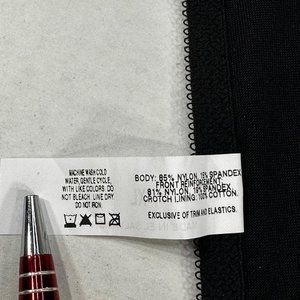 MACHINE WASH COLD
WATER, GENTLE CYCLE,
WITH LIKE COLORS. DO
NOT BLEACH. LINE DRY.
DO NOT IRON
BODY: 85% NYLON, 15% SPANDEX
FRONT REINFORCEMENT:
81% NYLON, 19% SPANDEX
CROTCH LINING: 100% COTTON.
EXCLUSIVE OF TRIM AND ELASTICS.